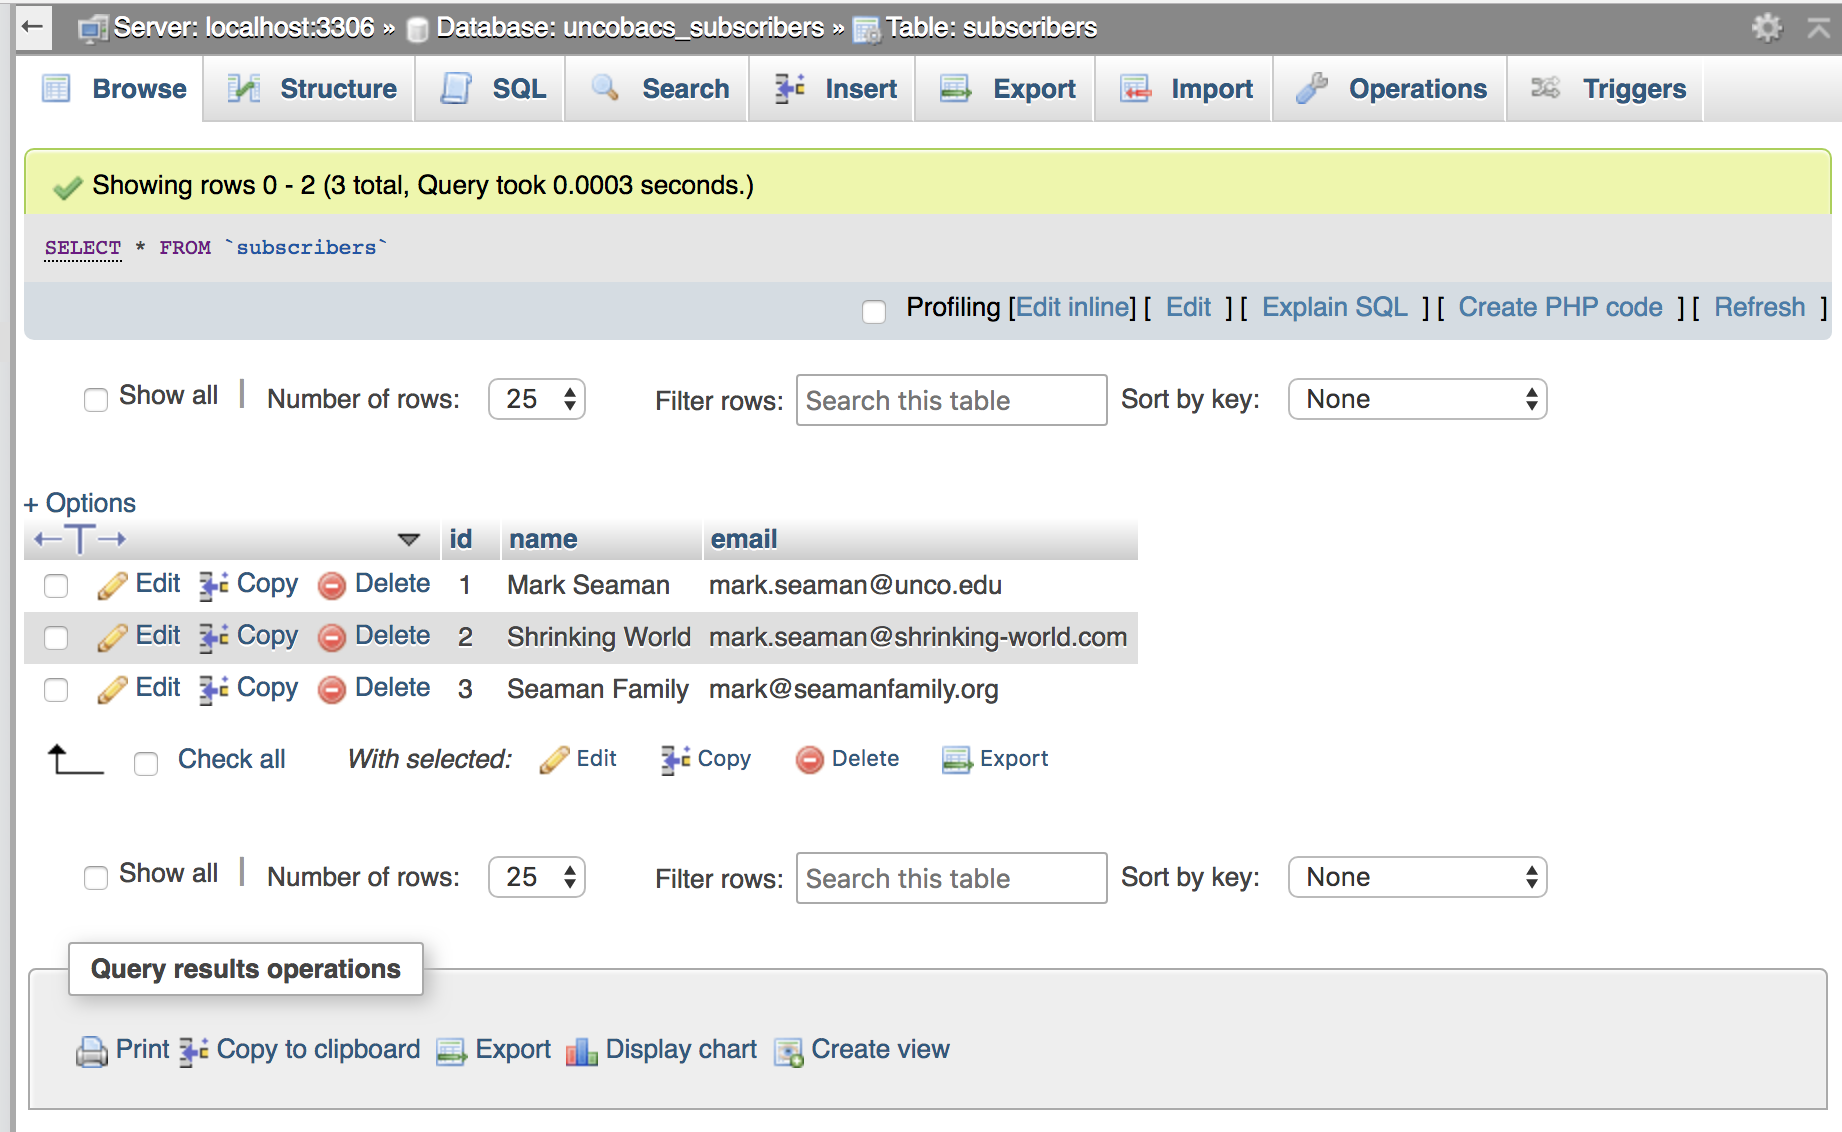 Server: localhost:3306 » Database: uncobacs_subscribers » Table: subscribers
Browse Structure SQL Search Insert Export Import Operations Triggers
Showing rows 0 - 2 (3 total, Query took 0.0003 seconds.)
SELECT * FROM `subscribers`
Profiling [Edit inline] [ Edit ] [ Explain SQL ] [ Create PHP code ] [ Refresh ]
Show all | Number of rows: 25 Filter rows: Search this table Sort by key: None
+ Options
←T→ id name email
Edit Copy Delete 1 Mark Seaman mark.seaman@unco.edu
Edit Copy Delete 2 Shrinking World mark.seaman@shrinking-world.com
Edit Copy Delete 3 Seaman Family mark@seamanfamily.org
Check all With selected: Edit Copy Delete Export
Show all | Number of rows: 25 Filter rows: Search this table Sort by key: None
Query results operations
Print Copy to clipboard Export Display chart Create view